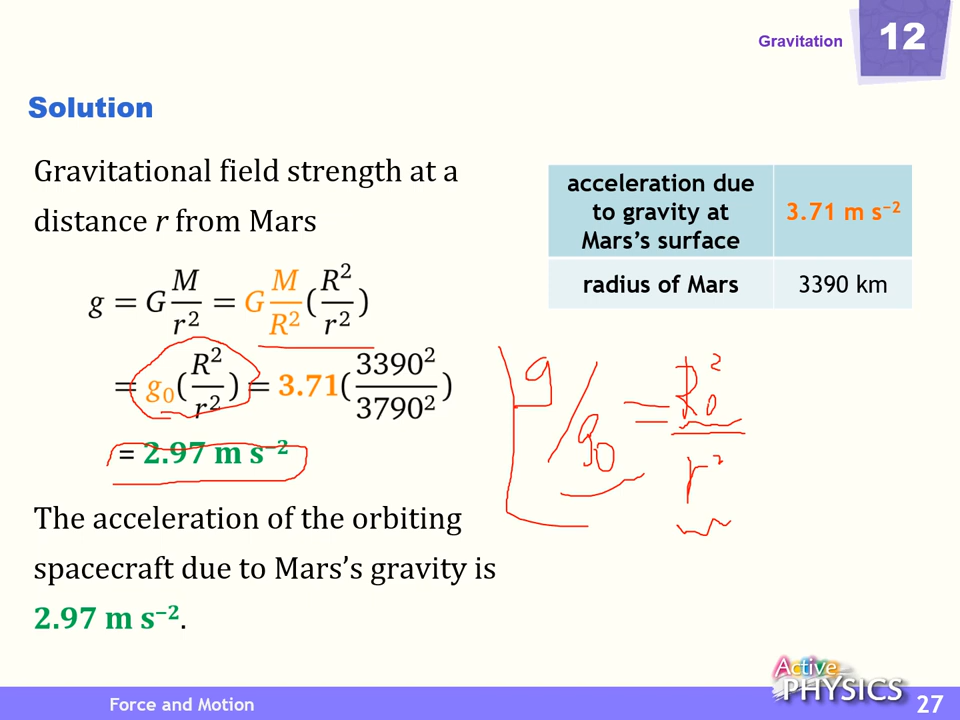 Gravitation 12
Solution
Gravitational field strength at a
distance r from Mars
g = G M/r² = G M/R² (R²/r²)
= g₀(R²/r²) = 3.71(3390²/3790²)
= 2.97 m s⁻²
The acceleration of the orbiting
spacecraft due to Mars's gravity is
2.97 m s⁻².
acceleration due
to gravity at
Mars's surface
3.71 m s⁻²
radius of Mars 3390 km
g/g₀ = R₀²/r²
Active
PHYSICS
Force and Motion 27